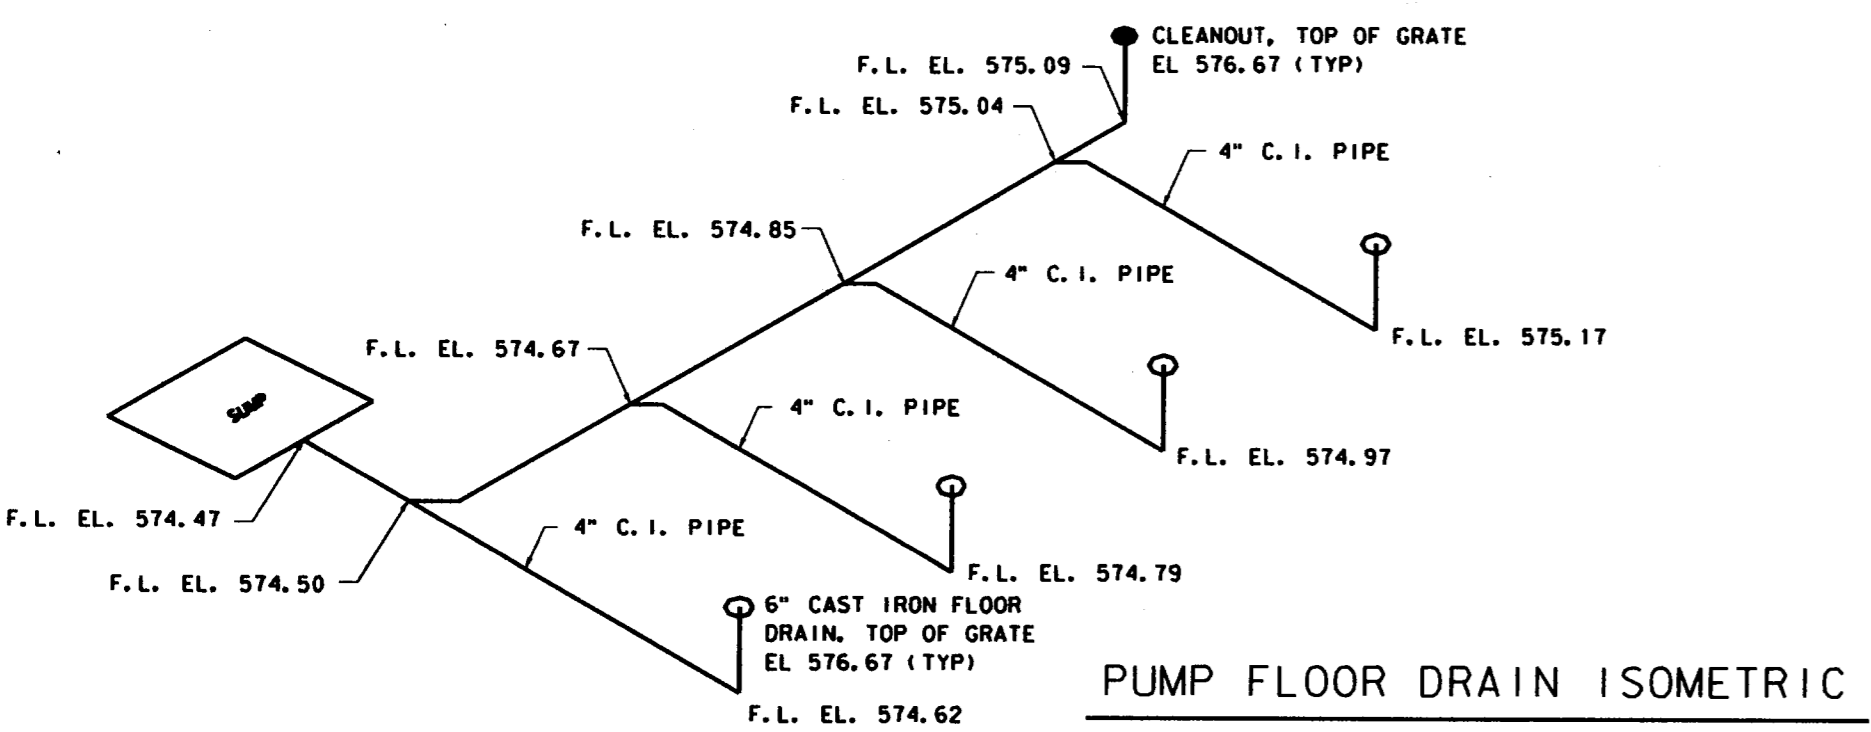 CLEANOUT, TOP OF GRATE
EL 576.67 (TYP)
F.L. EL. 575.09
F.L. EL. 575.04
4" C.I. PIPE
F.L. EL. 574.85
4" C.I. PIPE
F.L. EL. 575.17
F.L. EL. 574.67
SUMP
4" C.I. PIPE
F.L. EL. 574.97
F.L. EL. 574.47
4" C.I. PIPE
F.L. EL. 574.50
F.L. EL. 574.79
6" CAST IRON FLOOR
DRAIN, TOP OF GRATE
EL 576.67 (TYP)
F.L. EL. 574.62
PUMP FLOOR DRAIN ISOMETRIC